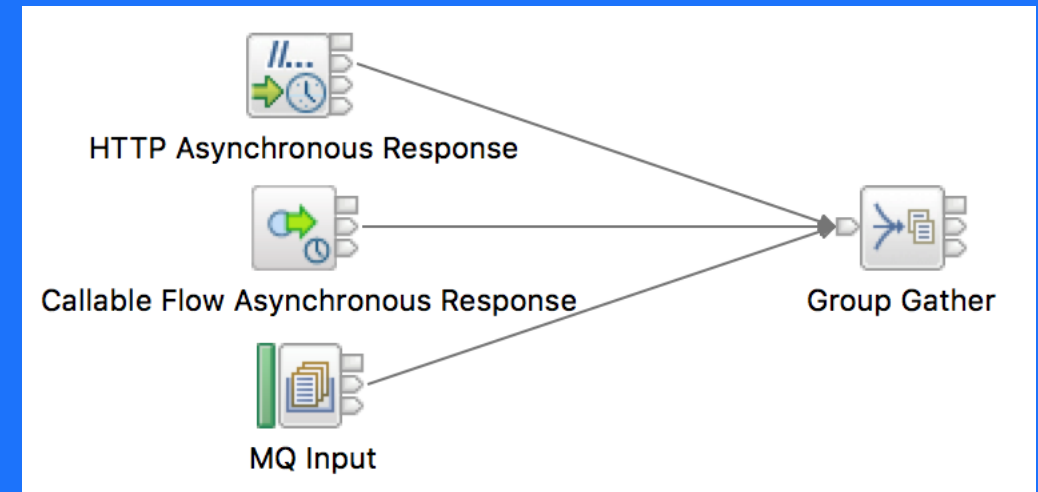 //...
HTTP Asynchronous Response
Callable Flow Asynchronous Response
Group Gather
MQ Input